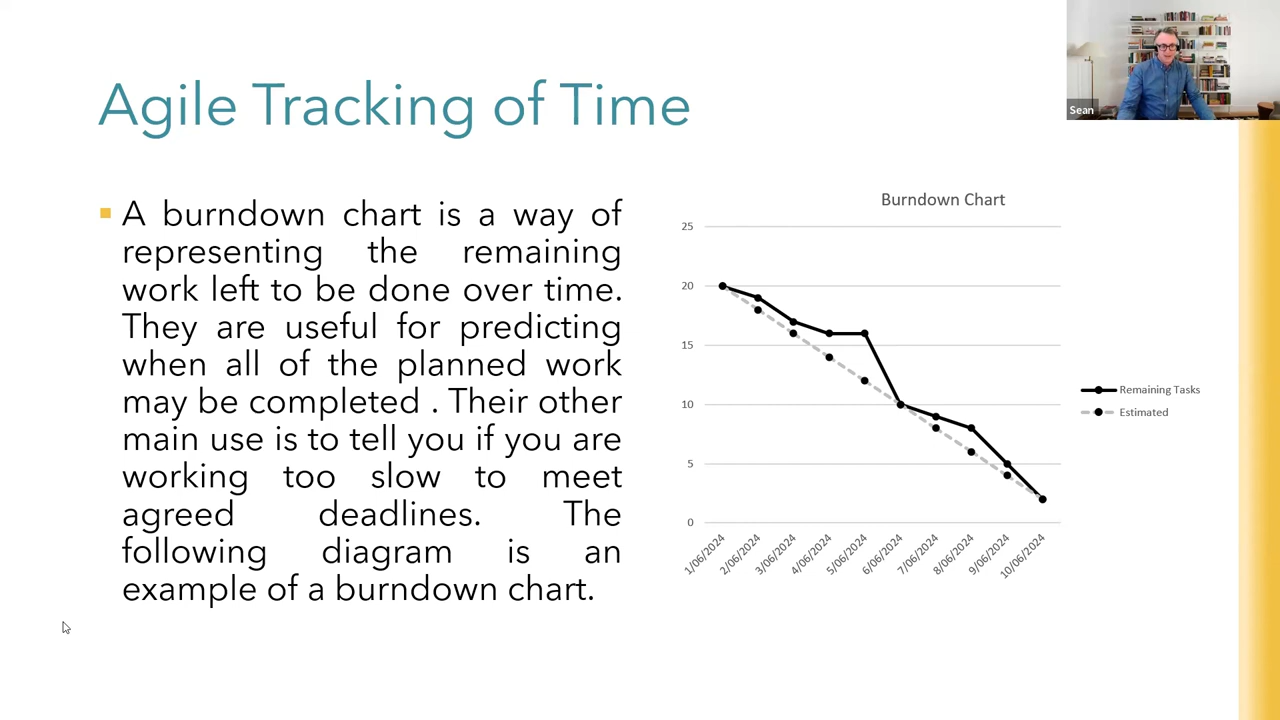 Agile Tracking of Time
Sean
A burndown chart is a way of
representing the remaining
work left to be done over time.
They are useful for predicting
when all of the planned work
may be completed . Their other
main use is to tell you if you are
working too slow to meet
agreed deadlines. The
following diagram is an
example of a burndown chart.
Burndown Chart
25
20
15
10
5
0
1/06/2024
2/06/2024
3/06/2024
4/06/2024
5/06/2024
6/06/2024
7/06/2024
8/06/2024
9/06/2024
10/06/2024
Remaining Tasks
Estimated